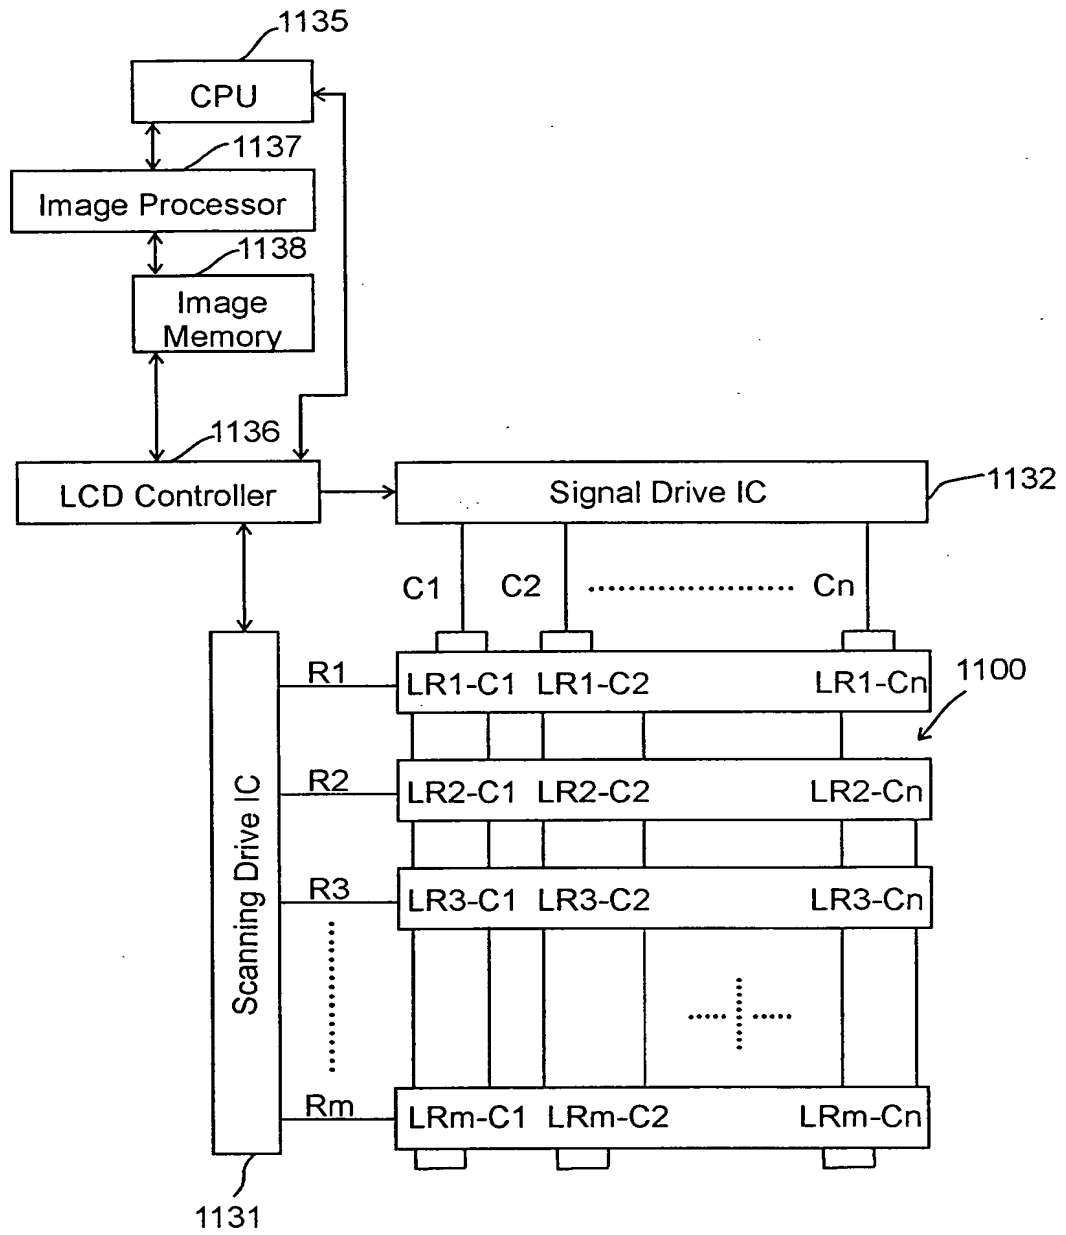 1135
CPU
1137
Image Processor
1138
Image
Memory
1136
LCD Controller
Signal Drive IC
1132
C1 C2 Cn
R1 LR1-C1 LR1-C2 LR1-Cn
1100
R2 LR2-C1 LR2-C2 LR2-Cn
Scanning Drive IC
R3 LR3-C1 LR3-C2 LR3-Cn
Rm LRm-C1 LRm-C2 LRm-Cn
1131